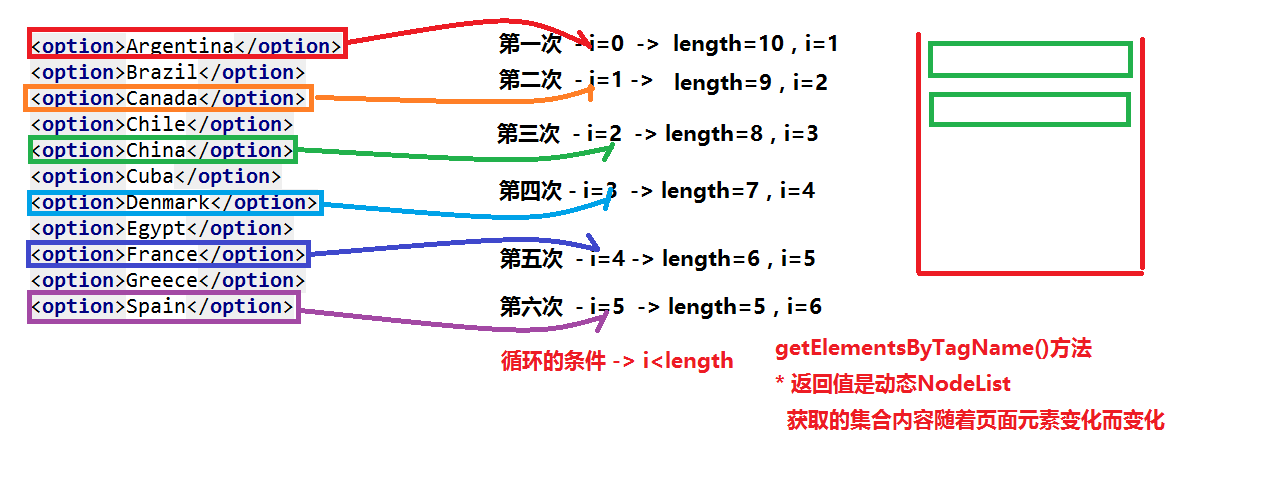 <option>Argentina</option>
<option>Brazil</option>
<option>Canada</option>
<option>Chile</option>
<option>China</option>
<option>Cuba</option>
<option>Denmark</option>
<option>Egypt</option>
<option>France</option>
<option>Greece</option>
<option>Spain</option>
第一次 - i=0 -> length=10 , i=1
第二次 - i=1 -> length=9 , i=2
第三次 - i=2 -> length=8 , i=3
第四次 - i=3 -> length=7 , i=4
第五次 - i=4 -> length=6 , i=5
第六次 - i=5 -> length=5 , i=6
循环的条件 -> i<length
getElementsByTagName()方法
* 返回值是动态NodeList
获取的集合内容随着页面元素变化而变化